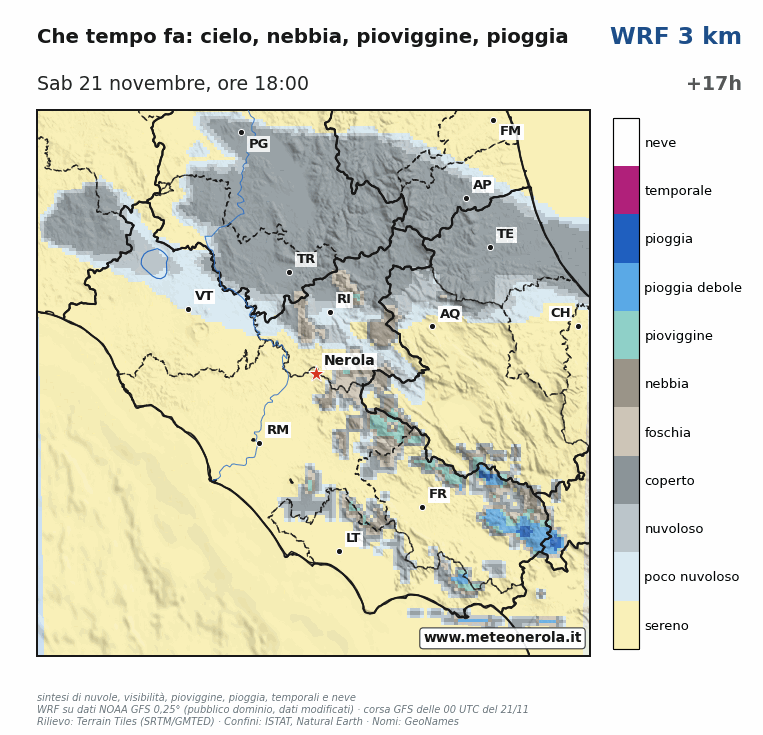 Che tempo fa: cielo, nebbia, pioviggine, pioggia
WRF 3 km
Sab 21 novembre, ore 18:00
+17h
FM
PG
AP
TE
TR
VT
RI
AQ
CH
Nerola
RM
FR
LT
www.meteonerola.it
neve
temporale
pioggia
pioggia debole
pioviggine
nebbia
foschia
coperto
nuvoloso
poco nuvoloso
sereno
sintesi di nuvole, visibilità, pioviggine, pioggia, temporali e neve
WRF su dati NOAA GFS 0,25° (pubblico dominio, dati modificati) · corsa GFS delle 00 UTC del 21/11
Rilievo: Terrain Tiles (SRTM/GMTED) · Confini: ISTAT, Natural Earth · Nomi: GeoNames